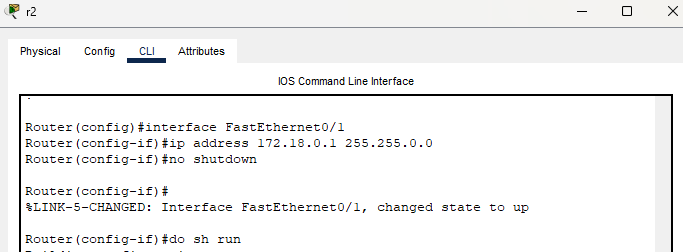 r2
Physical Config CLI Attributes
IOS Command Line Interface
Router(config)#interface FastEthernet0/1
Router(config-if)#ip address 172.18.0.1 255.255.0.0
Router(config-if)#no shutdown
Router(config-if)#
%LINK-5-CHANGED: Interface FastEthernet0/1, changed state to up
Router(config-if)#do sh run